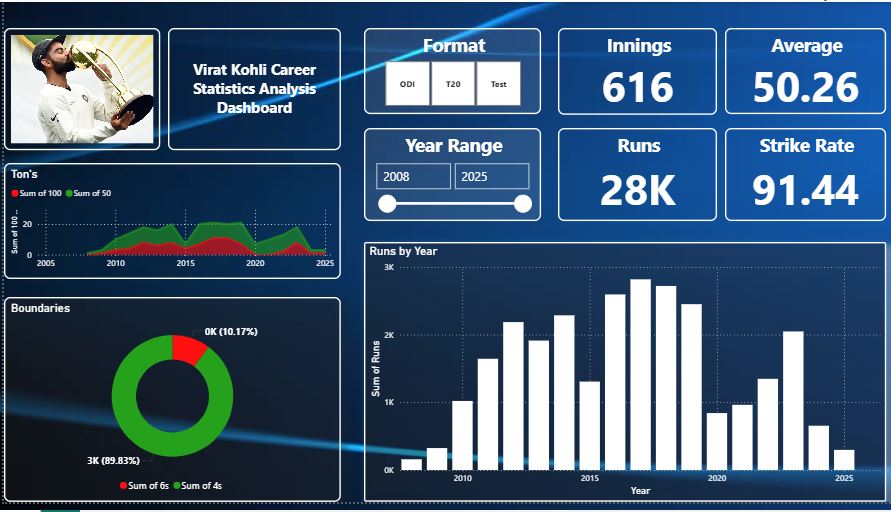 Virat Kohli Career
Statistics Analysis
Dashboard
Format
ODI
T20
Test
Innings
616
Average
50.26
Year Range
2008
2025
Runs
28K
Strike Rate
91.44
Ton's
Sum of 100
Sum of 50
Sum of 100 ...
20
0
2005
2010
2015
2020
2025
Boundaries
0K (10.17%)
3K (89.83%)
Sum of 6s
Sum of 4s
Runs by Year
Sum of Runs
3K
2K
1K
0K
2010
2015
2020
2025
Year